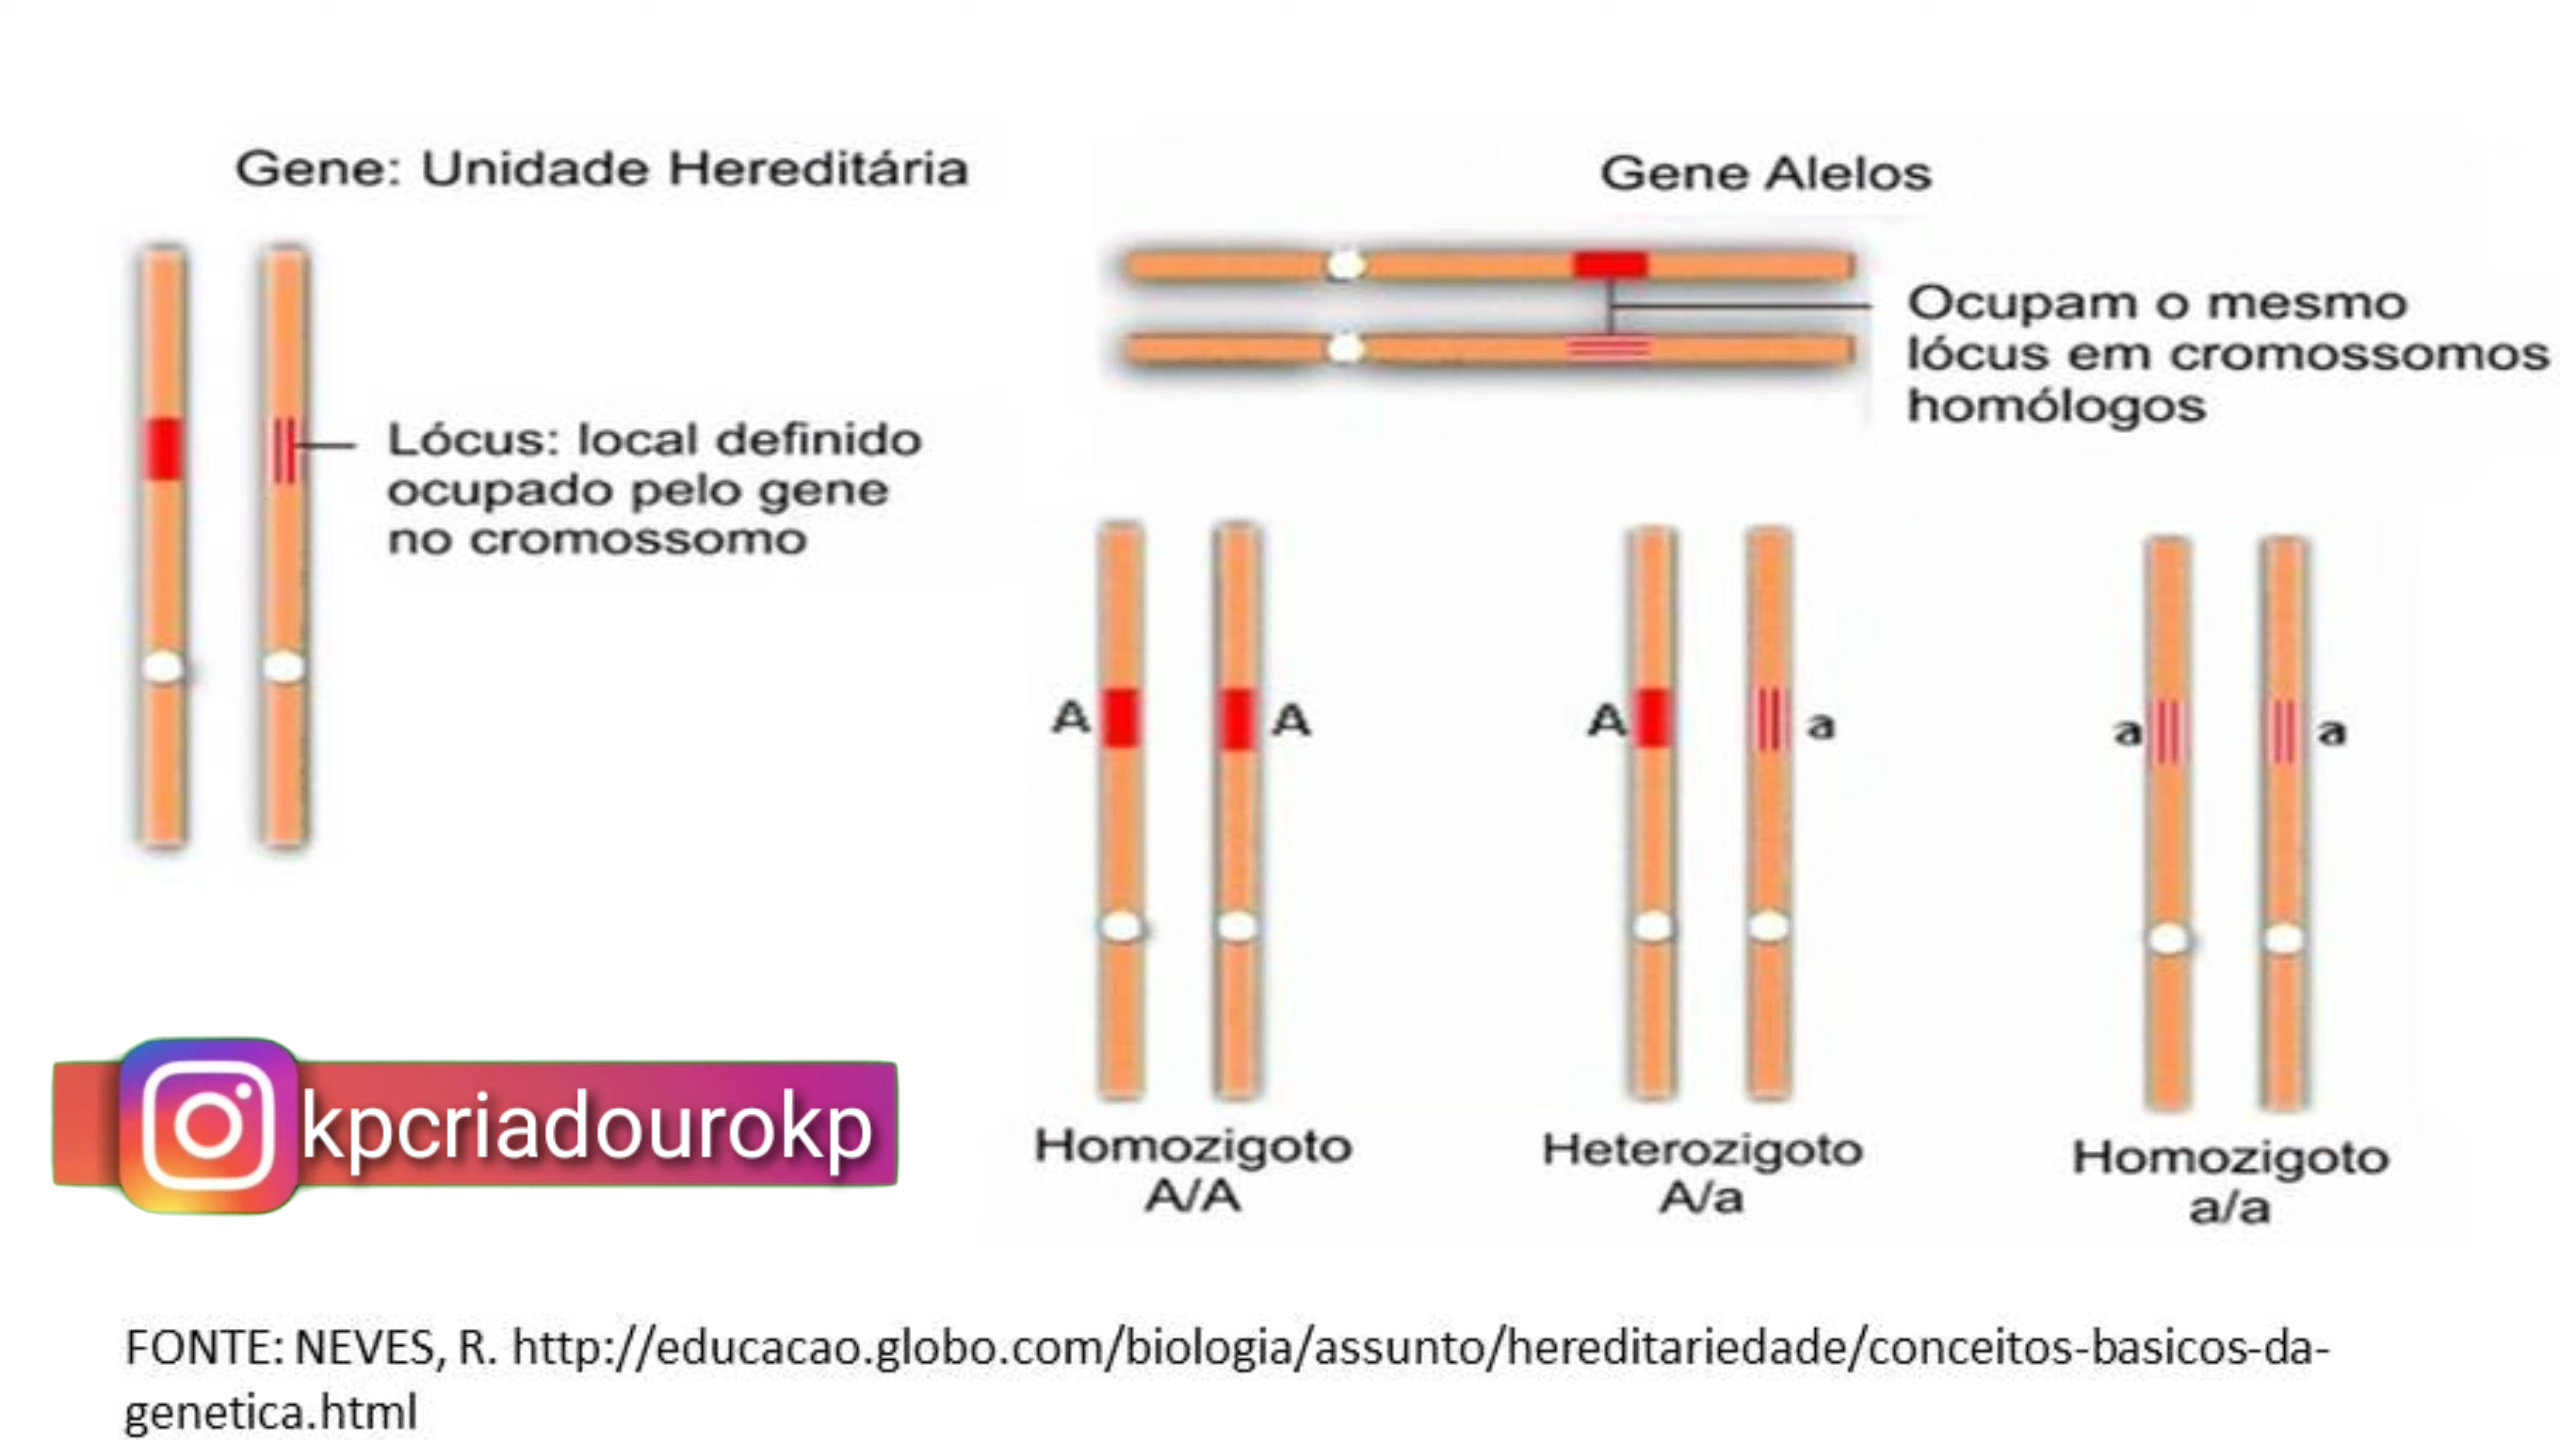 Gene: Unidade Hereditária
Lócus: local definido
ocupado pelo gene
no cromossomo
Gene Alelos
Ocupam o mesmo
lócus em cromossomos
homólogos
A A
A a
a a
Homozigoto
A/A
Heterozigoto
A/a
Homozigoto
a/a
kpcriadourokp
FONTE: NEVES, R. http://educacao.globo.com/biologia/assunto/hereditariedade/conceitos-basicos-da-
genetica.html